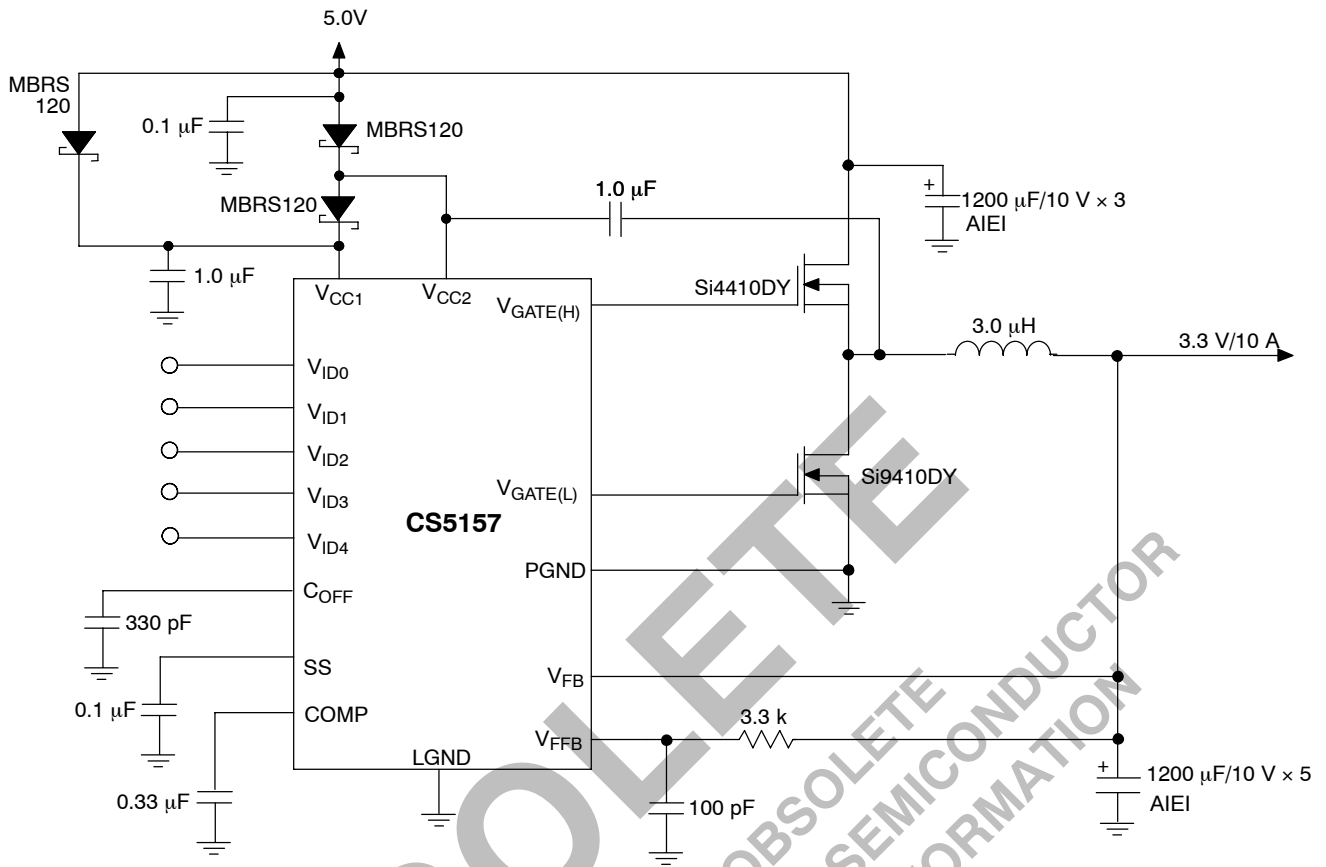 5.0V
MBRS
120
0.1 μF
MBRS120
MBRS120
1.0 μF
1200 μF/10 V × 3
AIEI
+
1.0 μF
VCC1
VCC2
VGATE(H)
Si4410DY
3.0 μH
3.3 V/10 A
VID0
VID1
VID2
VID3
VID4
VGATE(L)
Si9410DY
CS5157
PGND
COFF
330 pF
SS
0.1 μF
COMP
0.33 μF
LGND
VFB
VFFB
3.3 k
100 pF
+
1200 μF/10 V × 5
AIEI
OLETE
OBSOLETE
SEMICONDUCTOR
ORMATION